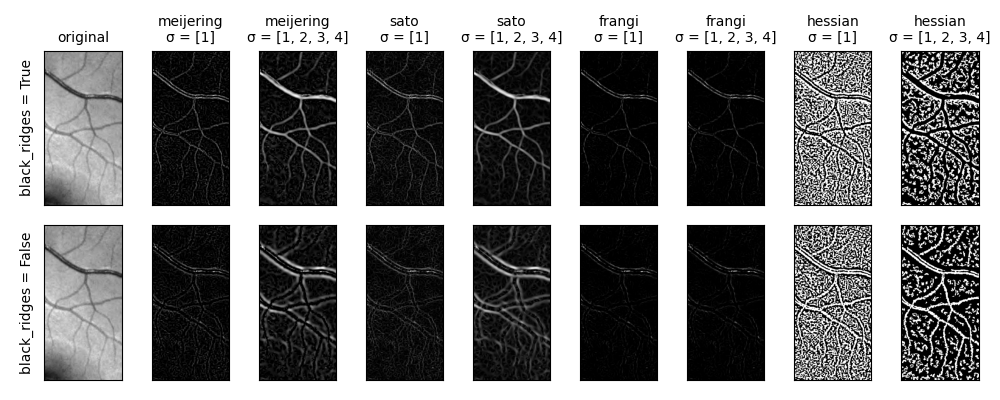 original
meijering
σ = [1]
meijering
σ = [1, 2, 3, 4]
sato
σ = [1]
sato
σ = [1, 2, 3, 4]
frangi
σ = [1]
frangi
σ = [1, 2, 3, 4]
hessian
σ = [1]
hessian
σ = [1, 2, 3, 4]
black_ridges = True
black_ridges = False